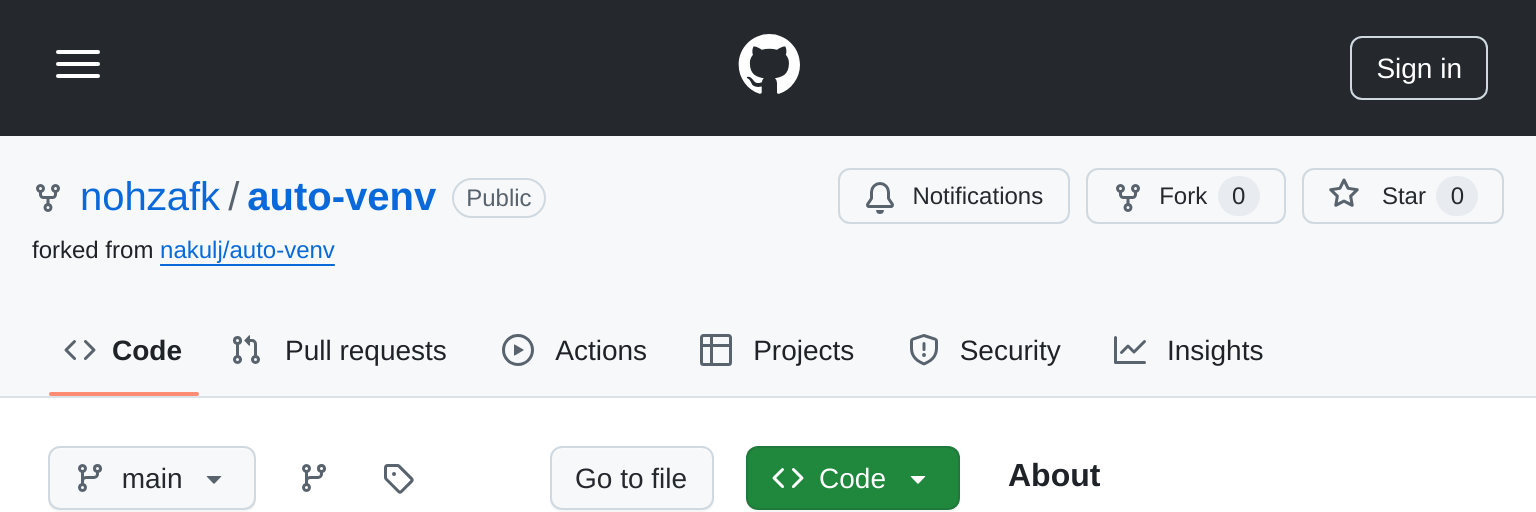 Sign in
nohzafk / auto-venv Public Notifications Fork 0 Star 0
forked from nakulj/auto-venv
Code Pull requests Actions Projects Security Insights
main Go to file Code About